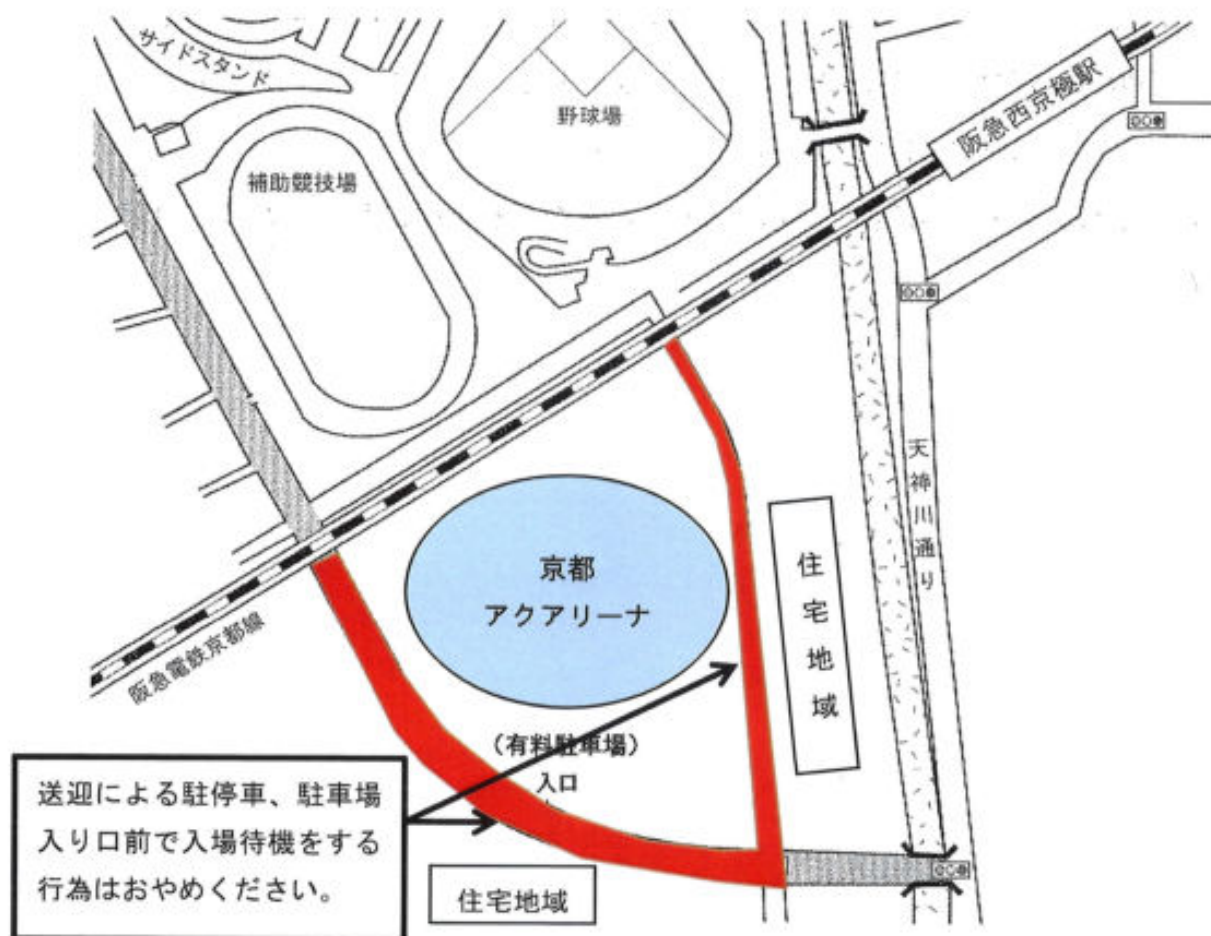 サイドスタンド
野球場
阪急西京極駅
補助競技場
天神川通り
京都
アクアリーナ
住宅地域
阪急電鉄京都線
(有料駐車場)
入口
送迎による駐停車、駐車場
入り口前で入場待機をする
行為はおやめください。
住宅地域